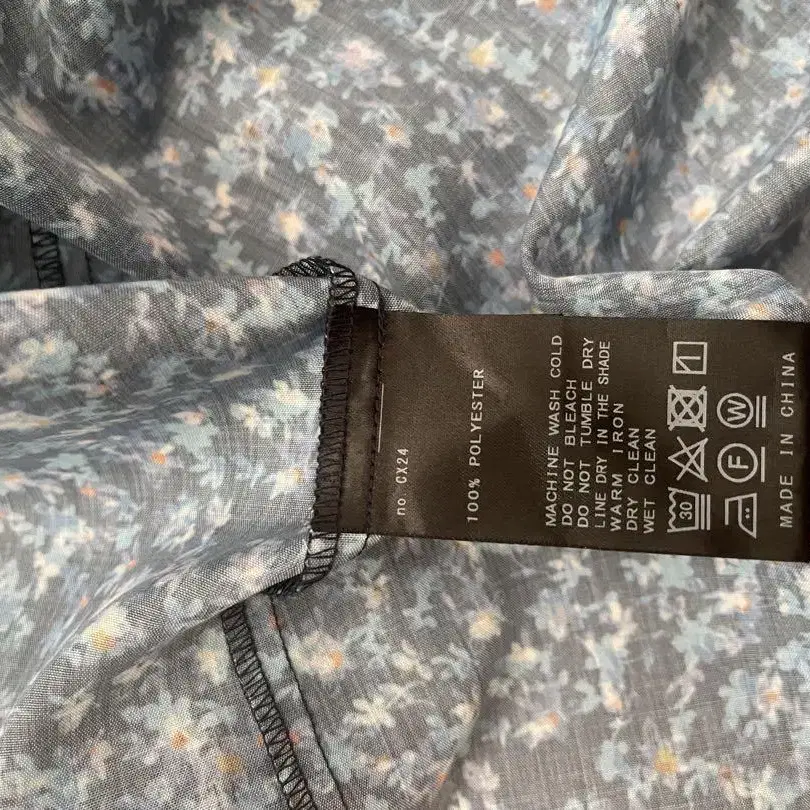 no CX24
100% POLYESTER
MACHINE WASH COLD
DO NOT BLEACH
DO NOT TUMBLE DRY
LINE DRY IN THE SHADE
WARM IRON
DRY CLEAN
WET CLEAN
30
F
W
MADE IN CHINA